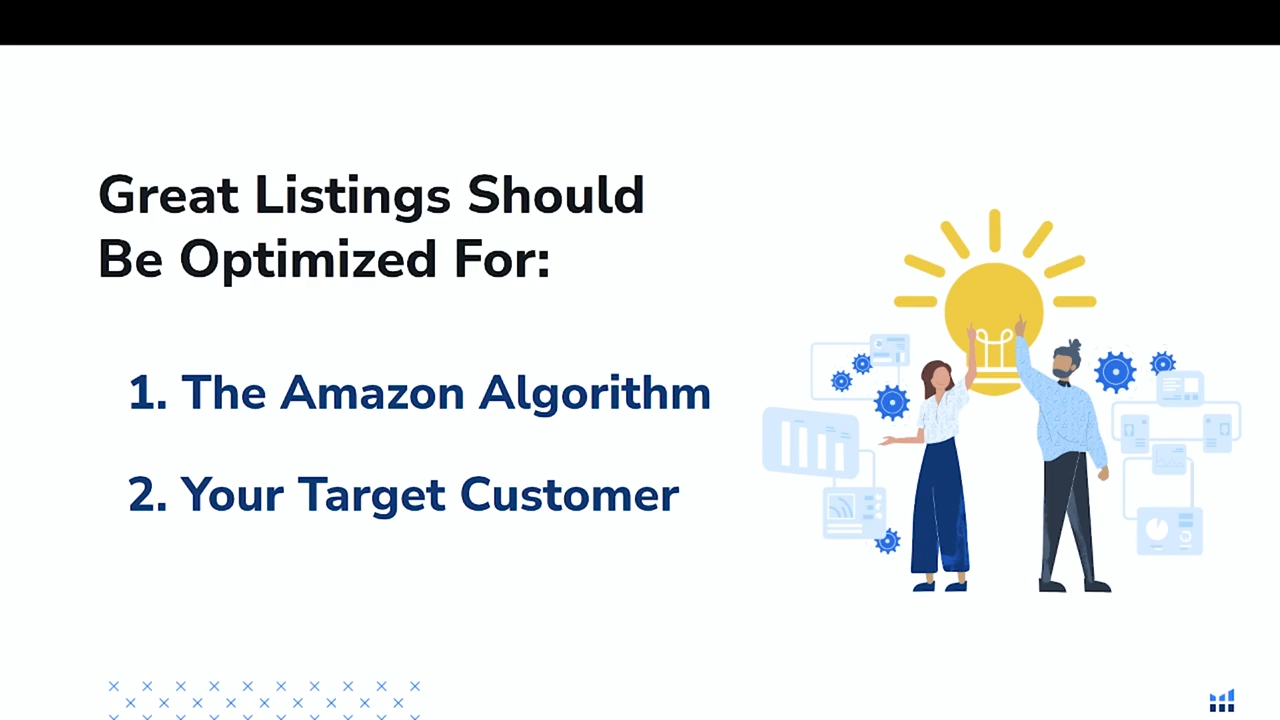 Great Listings Should
Be Optimized For:
1. The Amazon Algorithm
2. Your Target Customer